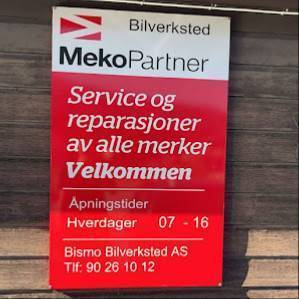 Bilverksted
MekoPartner
Service og
reparasjoner
av alle merker
Velkommen
Åpningstider
Hverdager 07 - 16
Bismo Bilverksted AS
Tlf: 90 26 10 12